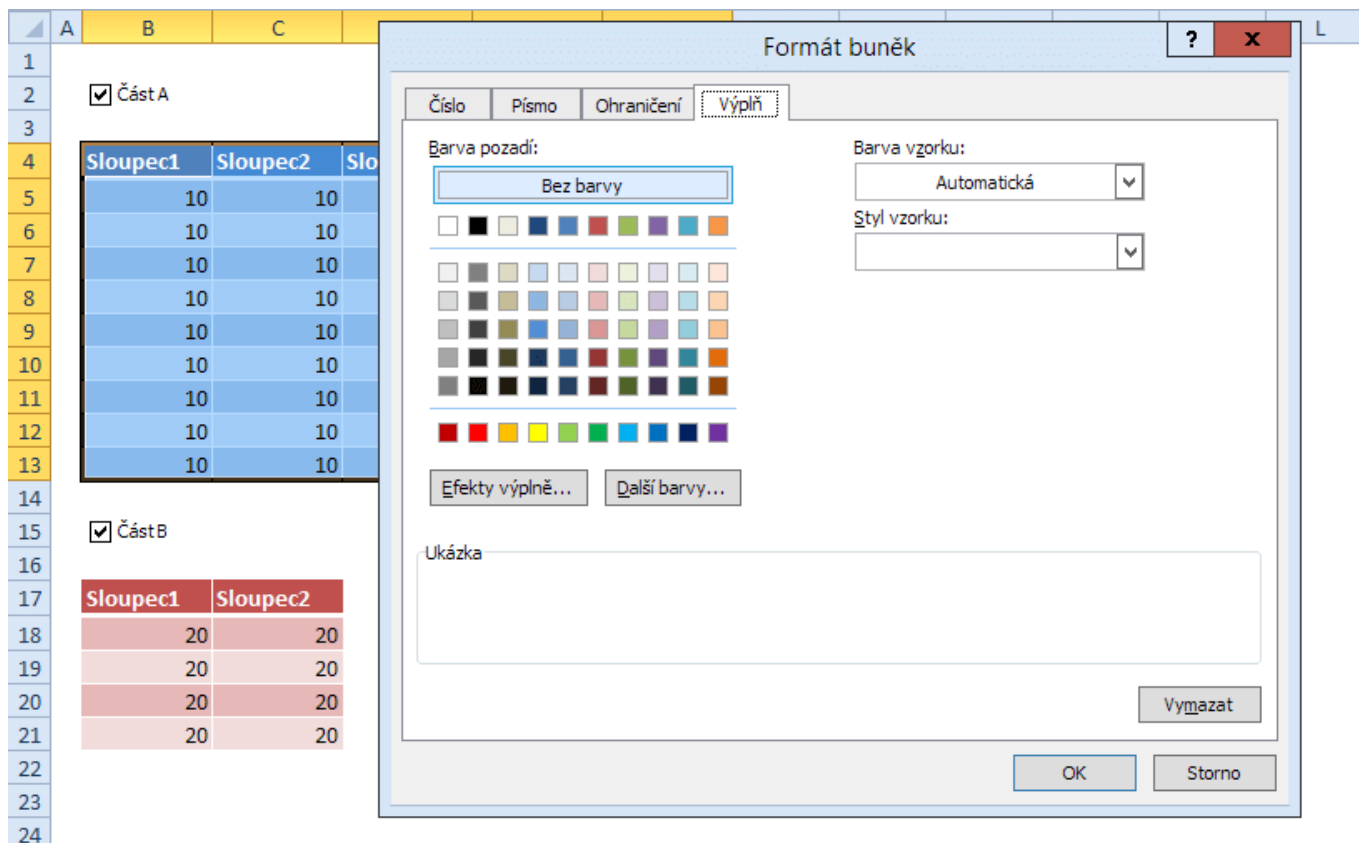 A B C L
Formát buněk ? x
1
2 Část A
3
Číslo Písmo Ohraničení Výplň
4 Sloupec1 Sloupec2 Slo
Barva pozadí: Barva vzorku:
Bez barvy Automatická
Styl vzorku:
5 10 10
6 10 10
7 10 10
8 10 10
9 10 10
10 10 10
11 10 10
12 10 10
13 10 10
Efekty výplně... Další barvy...
14
15 Část B
16
Ukázka
17 Sloupec1 Sloupec2
18 20 20
19 20 20
20 20 20
21 20 20
Vymazat
22
OK Storno
23
24